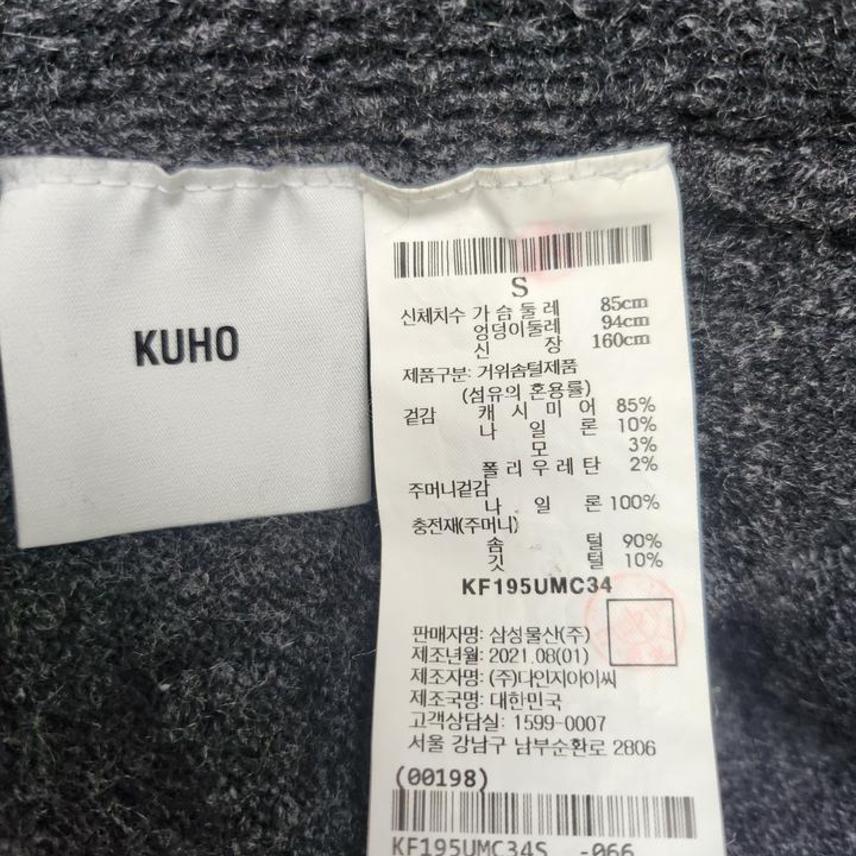 KUHO
S
신체치수 가 슴 둘 레 85cm
엉덩이둘레 94cm
신 장 160cm
제품구분: 거위솜털제품
(섬유의 혼용률)
겉감 캐 시 미 어 85%
나 일 론 10%
모 3%
폴 리 우 레 탄 2%
주머니겉감
나 일 론 100%
충전재(주머니)
솜 털 90%
깃 털 10%
KF195UMC34
판매자명: 삼성물산(주)
제조년월: 2021.08(01)
제조자명: (주)다인지아이씨
제조국명: 대한민국
고객상담실: 1599-0007
서울 강남구 남부순환로 2806
(00198)
KF195UMC34S -066